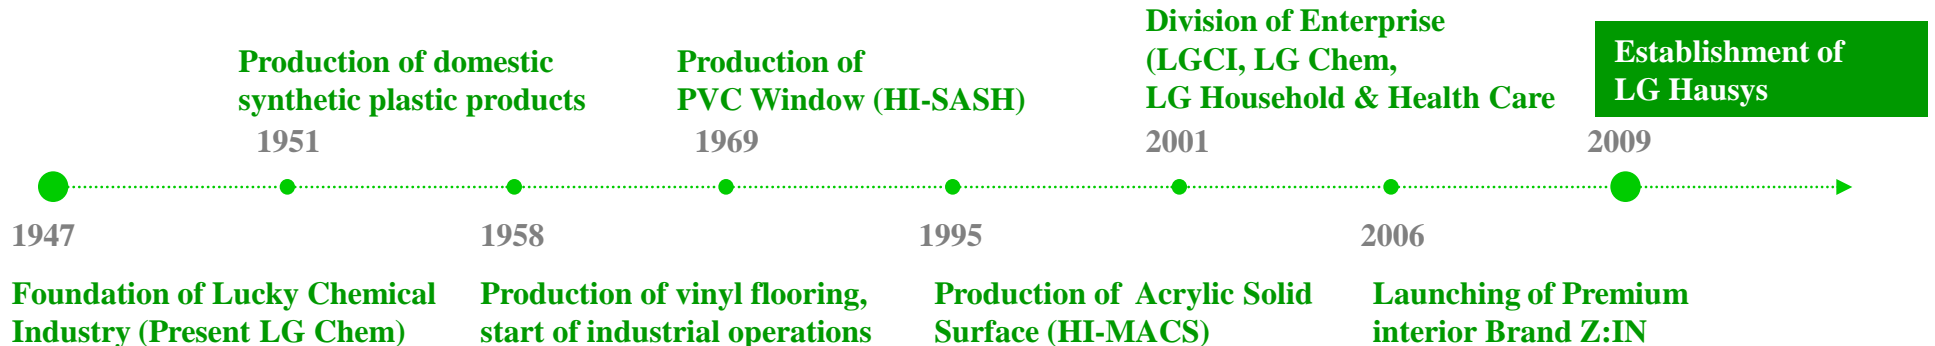 Production of domestic
synthetic plastic products
1951
Production of
PVC Window (HI-SASH)
1969
Division of Enterprise
(LGCI, LG Chem,
LG Household & Health Care
2001
Establishment of
LG Hausys
2009
1947
Foundation of Lucky Chemical
Industry (Present LG Chem)
1958
Production of vinyl flooring,
start of industrial operations
1995
Production of Acrylic Solid
Surface (HI-MACS)
2006
Launching of Premium
interior Brand Z:IN